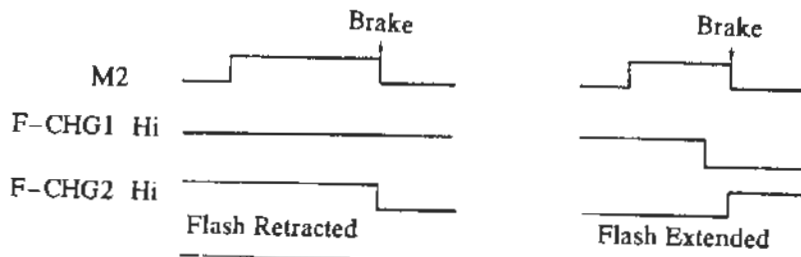 Brake
Brake
M2
F-CHG1 Hi
F-CHG2 Hi
Flash Retracted
Flash Extended